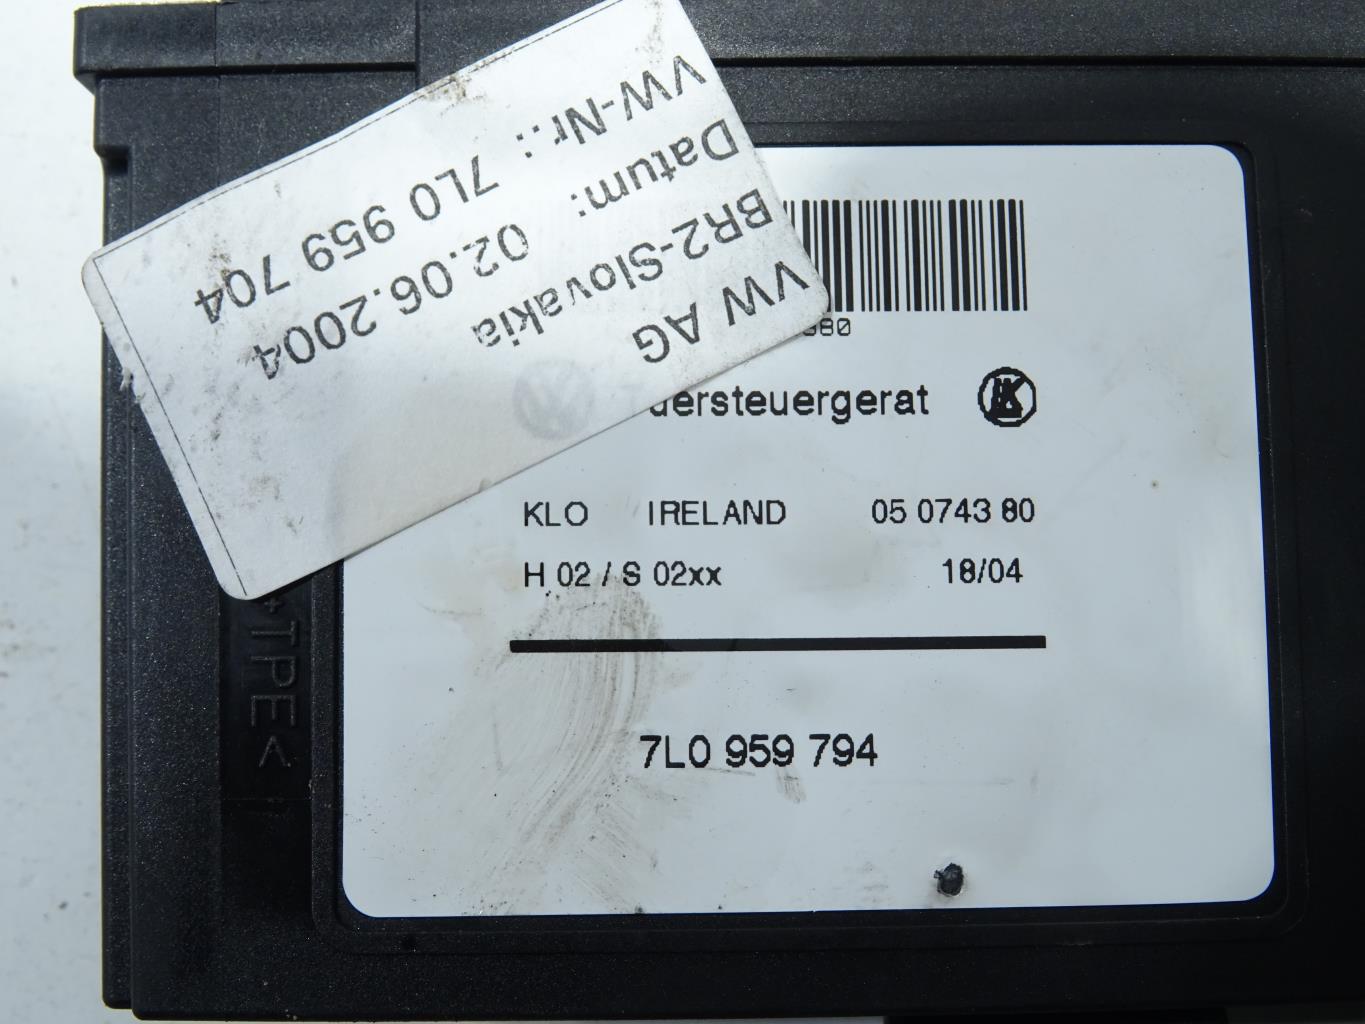 VW AG
BR2-Slovakia
Datum: 02.06.2004
VW-Nr.: 7L0 959 704
KLO IRELAND 05 0743 80
H 02 / S 02xx 18/04
7L0 959 794
TPE<